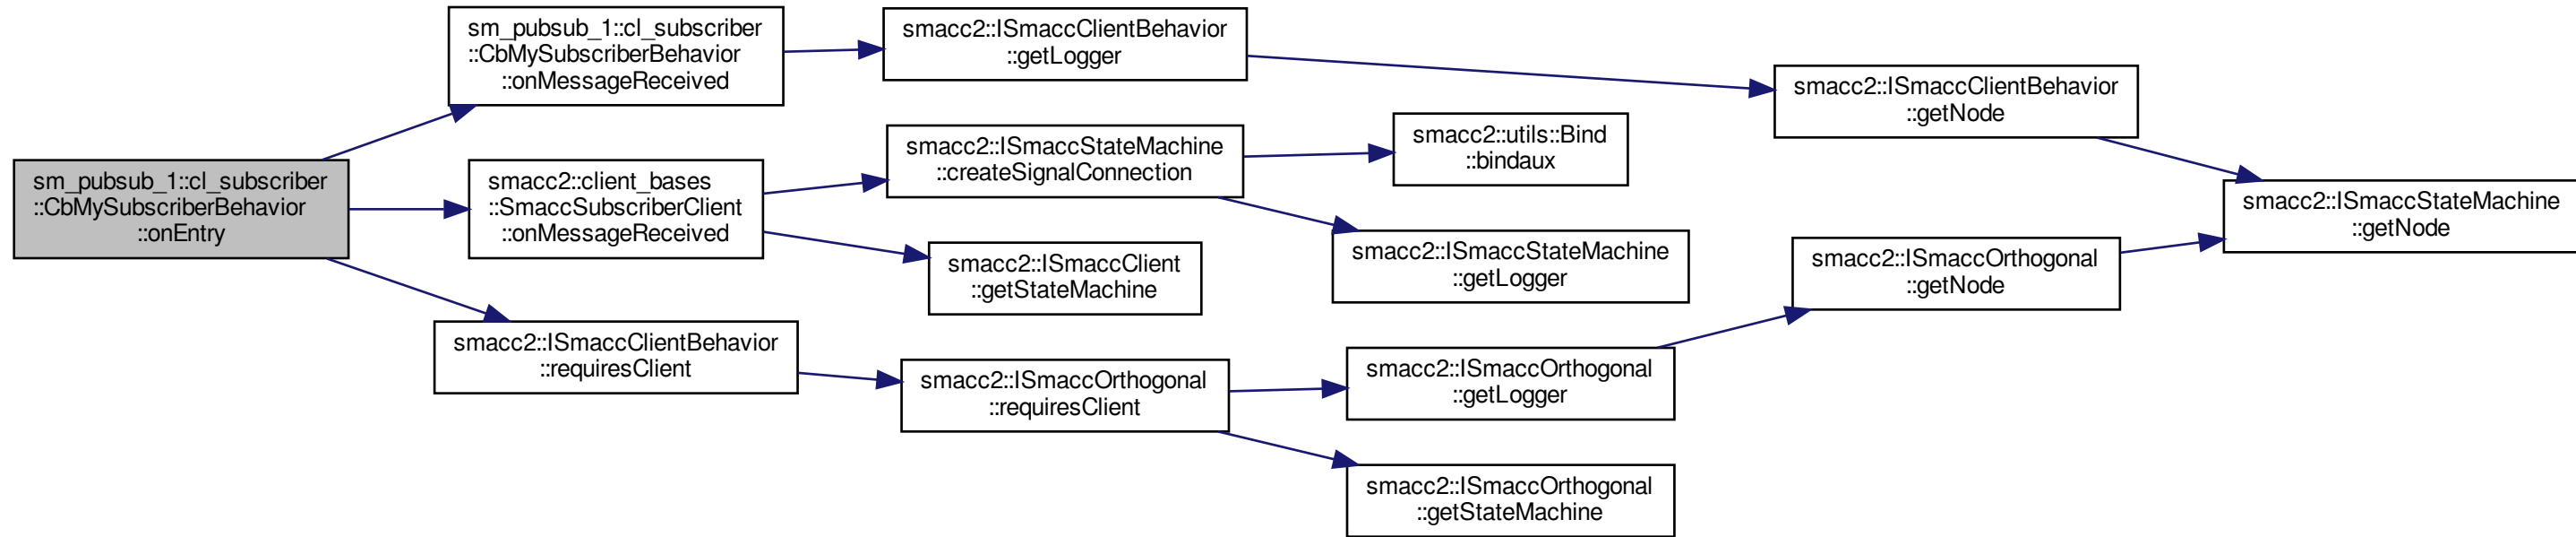 sm_pubsub_1::cl_subscriber
::CbMySubscriberBehavior
::onEntry
sm_pubsub_1::cl_subscriber
::CbMySubscriberBehavior
::onMessageReceived
smacc2::ISmaccClientBehavior
::getLogger
smacc2::ISmaccClientBehavior
::getNode
smacc2::ISmaccStateMachine
::getNode
smacc2::client_bases
::SmaccSubscriberClient
::onMessageReceived
smacc2::ISmaccStateMachine
::createSignalConnection
smacc2::utils::Bind
::bindaux
smacc2::ISmaccStateMachine
::getLogger
smacc2::ISmaccClient
::getStateMachine
smacc2::ISmaccClientBehavior
::requiresClient
smacc2::ISmaccOrthogonal
::requiresClient
smacc2::ISmaccOrthogonal
::getLogger
smacc2::ISmaccOrthogonal
::getNode
smacc2::ISmaccOrthogonal
::getStateMachine